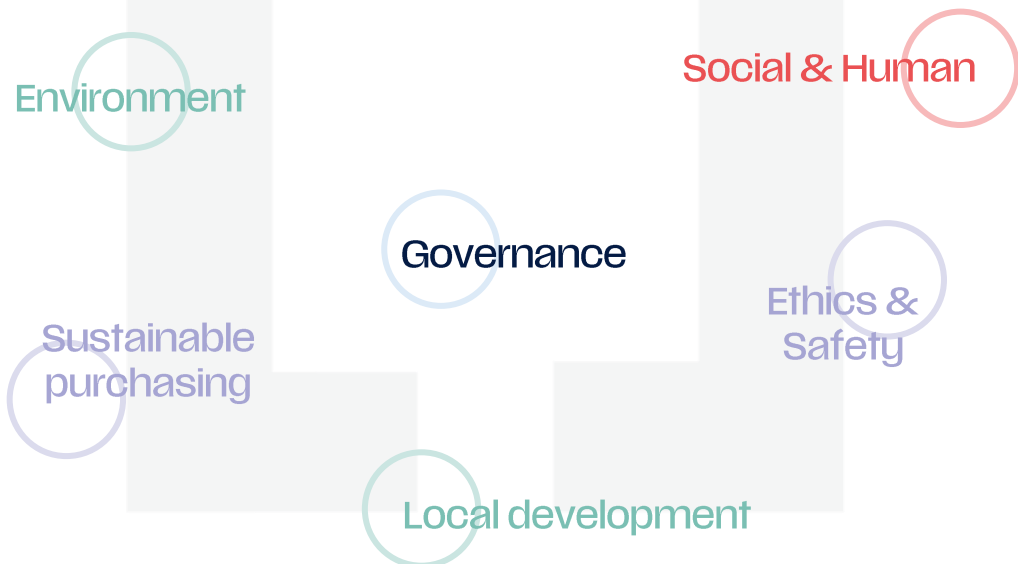 Environment
Social & Human
Governance
Ethics &
Safety
Sustainable
purchasing
Local development